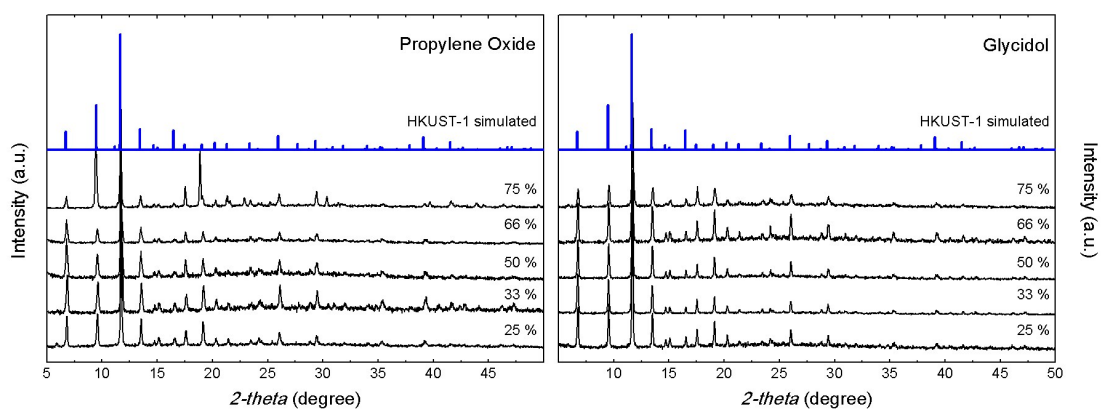 Propylene Oxide
HKUST-1 simulated
75 %
66 %
50 %
33 %
25 %
5 10 15 20 25 30 35 40 45
2-theta (degree)
Intensity (a.u.)
Glycidol
HKUST-1 simulated
75 %
66 %
50 %
33 %
25 %
10 15 20 25 30 35 40 45 50
2-theta (degree)
Intensity (a.u.)